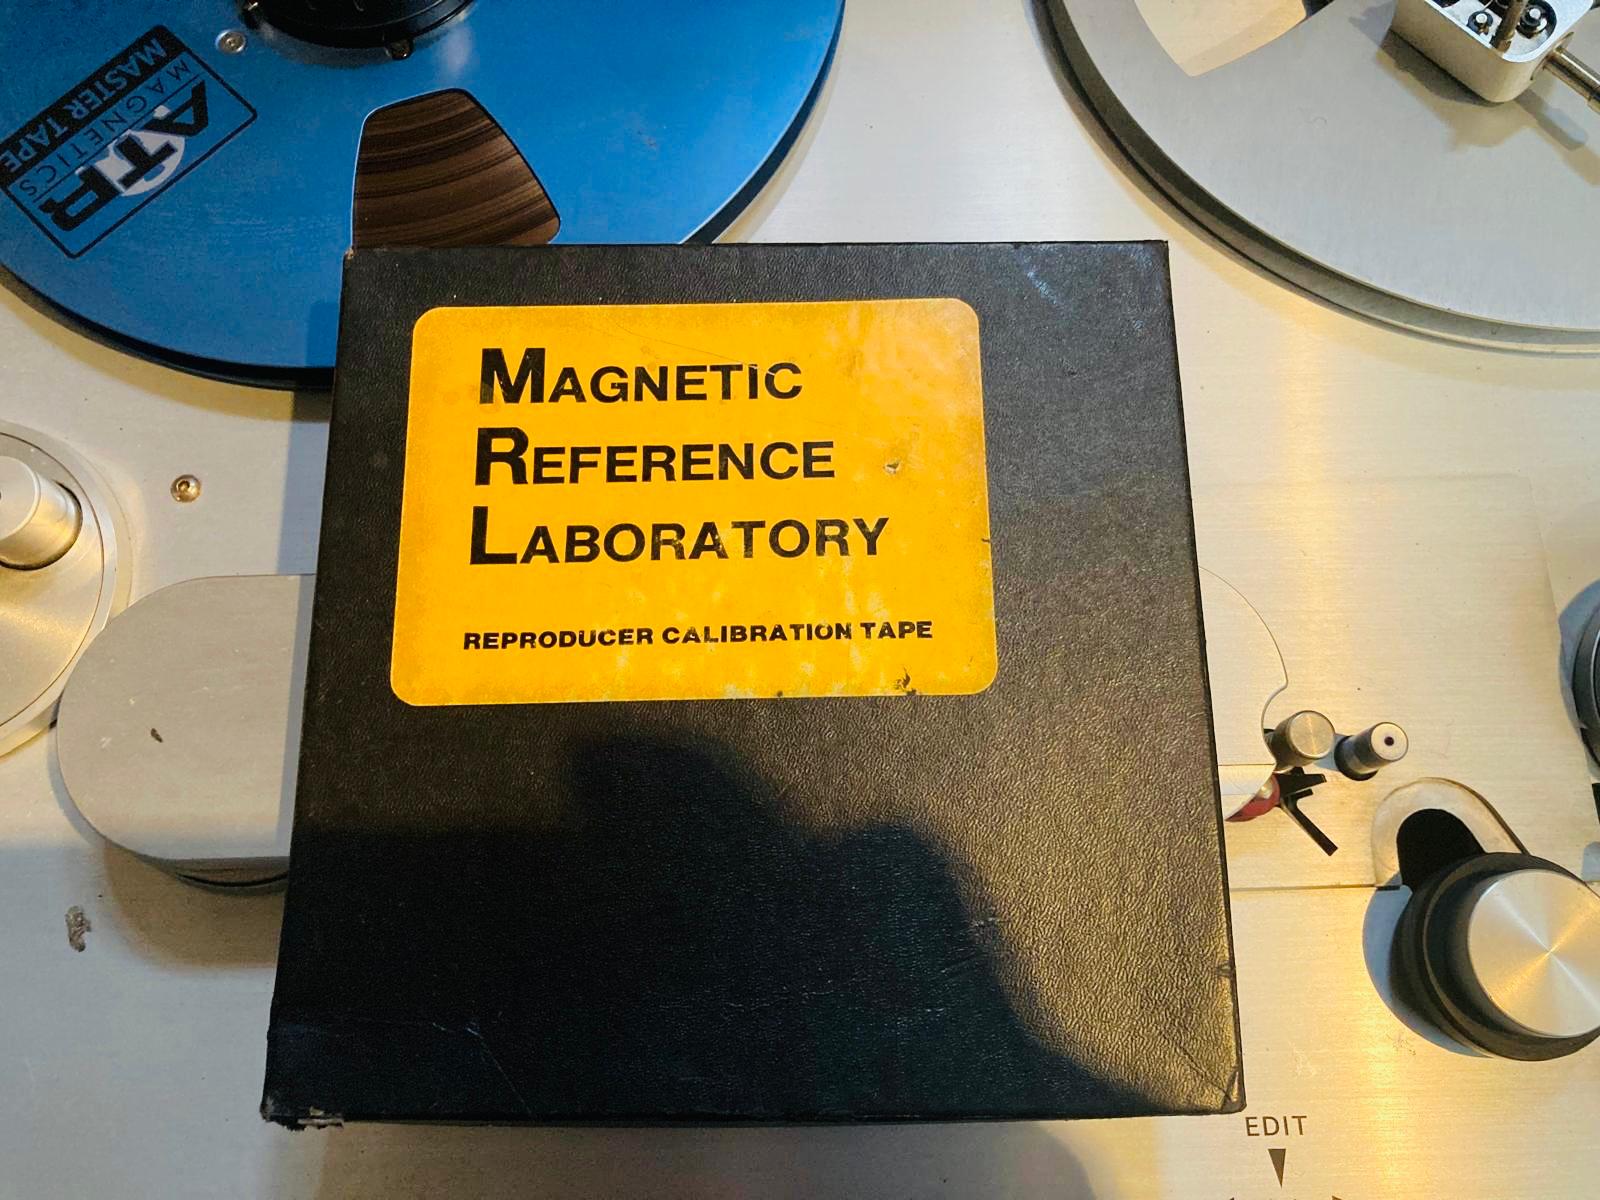 ATR
MAGNETICS
MASTER TAPE
MAGNETIC
REFERENCE
LABORATORY
REPRODUCER CALIBRATION TAPE
EDIT